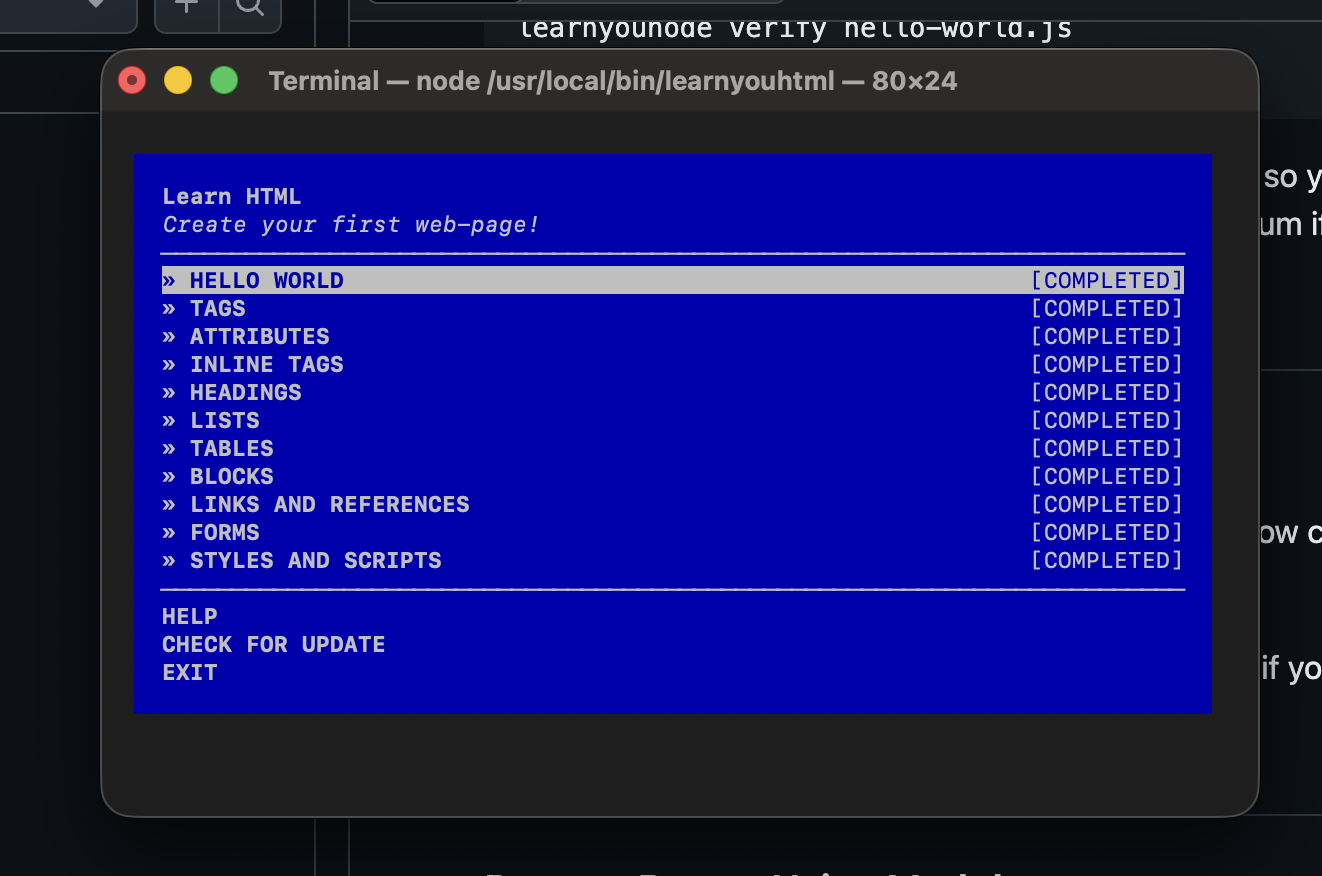 learnyounode verify hello-world.js
Terminal — node /usr/local/bin/learnyouhtml — 80×24
so y
um if
Learn HTML
Create your first web-page!
» HELLO WORLD [COMPLETED]
» TAGS [COMPLETED]
» ATTRIBUTES [COMPLETED]
» INLINE TAGS [COMPLETED]
» HEADINGS [COMPLETED]
» LISTS [COMPLETED]
» TABLES [COMPLETED]
» BLOCKS [COMPLETED]
» LINKS AND REFERENCES [COMPLETED]
» FORMS [COMPLETED]
ow c
» STYLES AND SCRIPTS [COMPLETED]
HELP
CHECK FOR UPDATE
EXIT
if yo